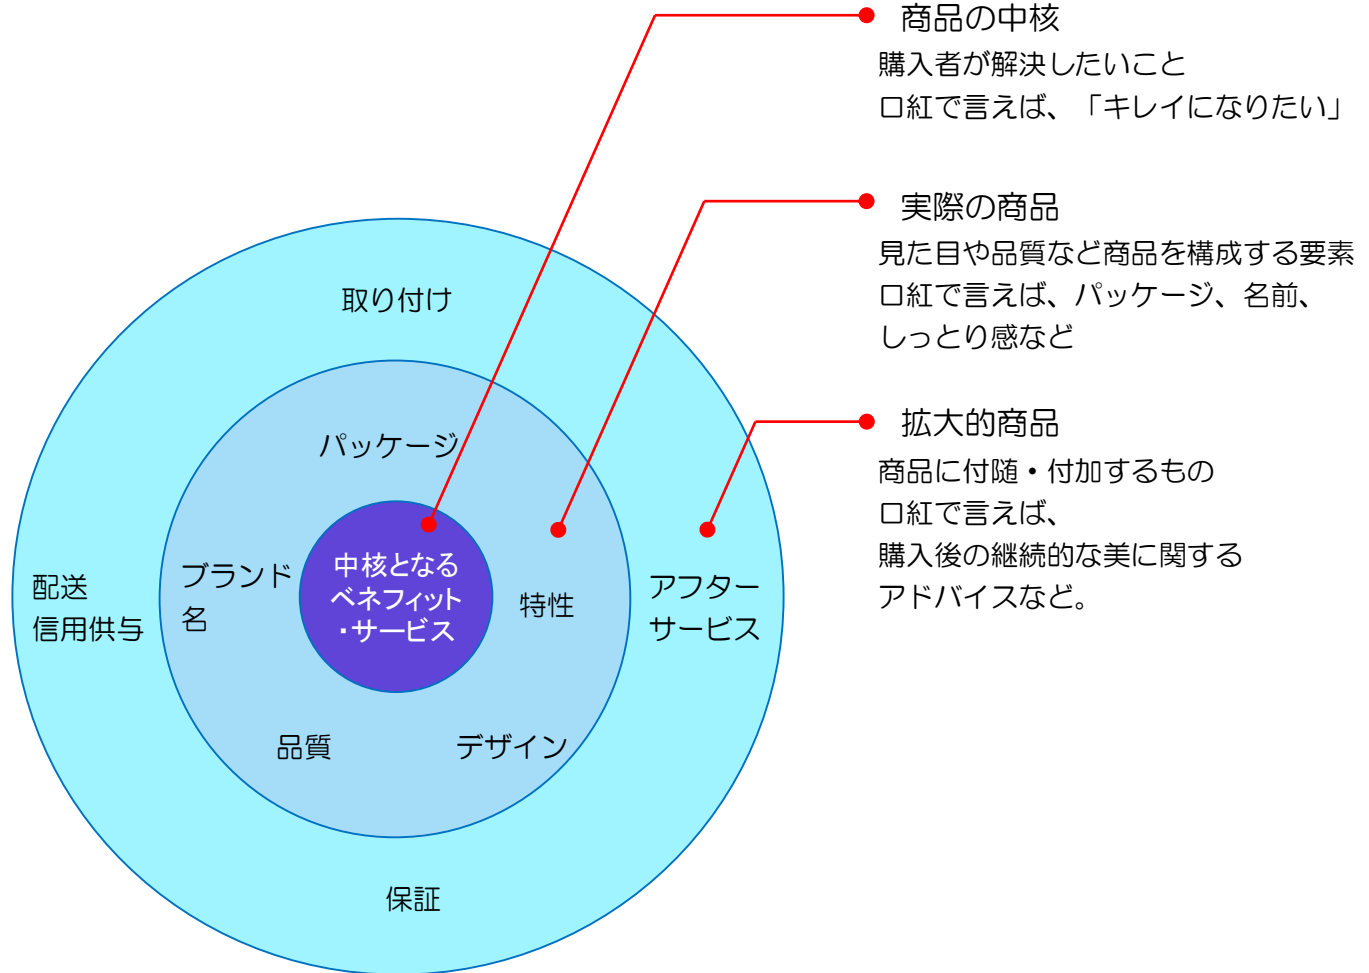 商品の中核
購入者が解決したいこと
口紅で言えば、「キレイになりたい」
実際の商品
見た目や品質など商品を構成する要素
口紅で言えば、パッケージ、名前、
しっとり感など
拡大的商品
商品に付随・付加するもの
口紅で言えば、
購入後の継続的な美に関する
アドバイスなど。
取り付け
パッケージ
配送
信用供与
ブランド
名
中核となる
ベネフィット
・サービス
特性
アフター
サービス
品質
デザイン
保証